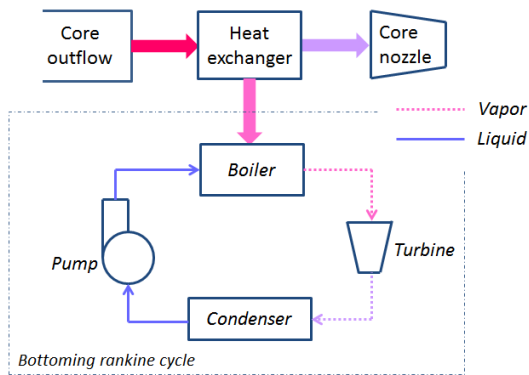 Core
outflow
Heat
exchanger
Core
nozzle
Vapor
Liquid
Boiler
Turbine
Pump
Condenser
Bottoming rankine cycle